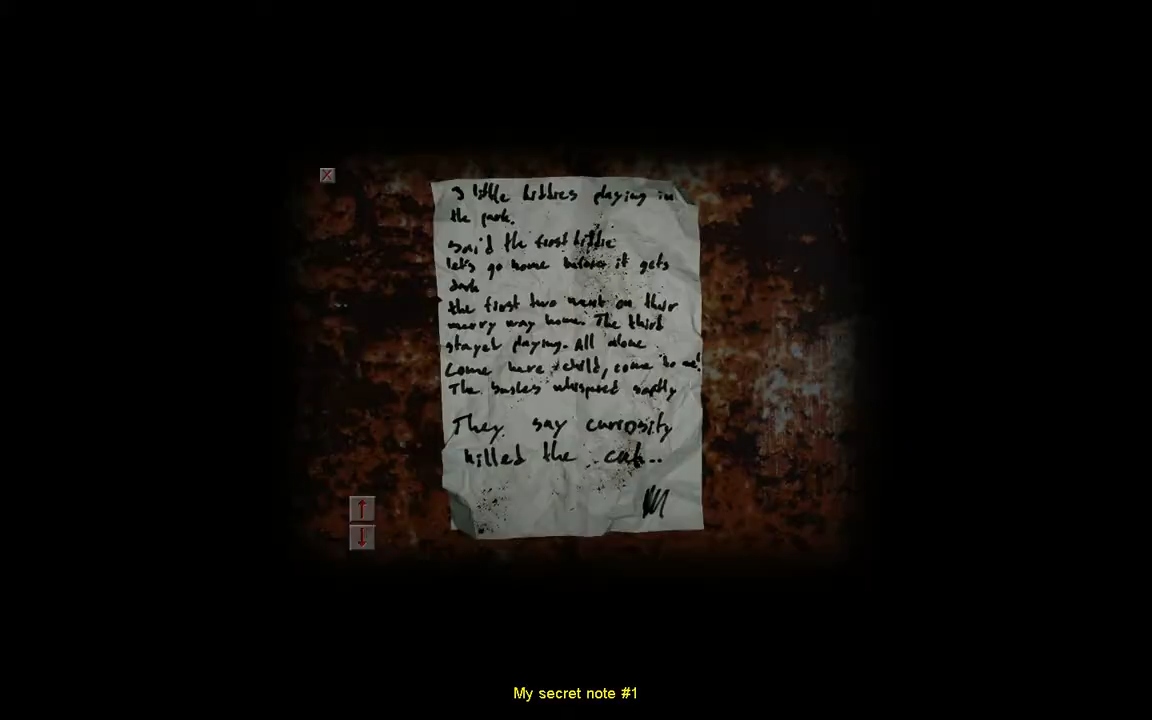 3 little kiddies playing in
the park.
said the first kiddie
let's go home before it gets
dark
the first two went on their
merry way home. The third
stayet playing. All alone
Come here child, come to me!
The bushes whispered softly
They say curiosity
killed the cat...
My secret note #1